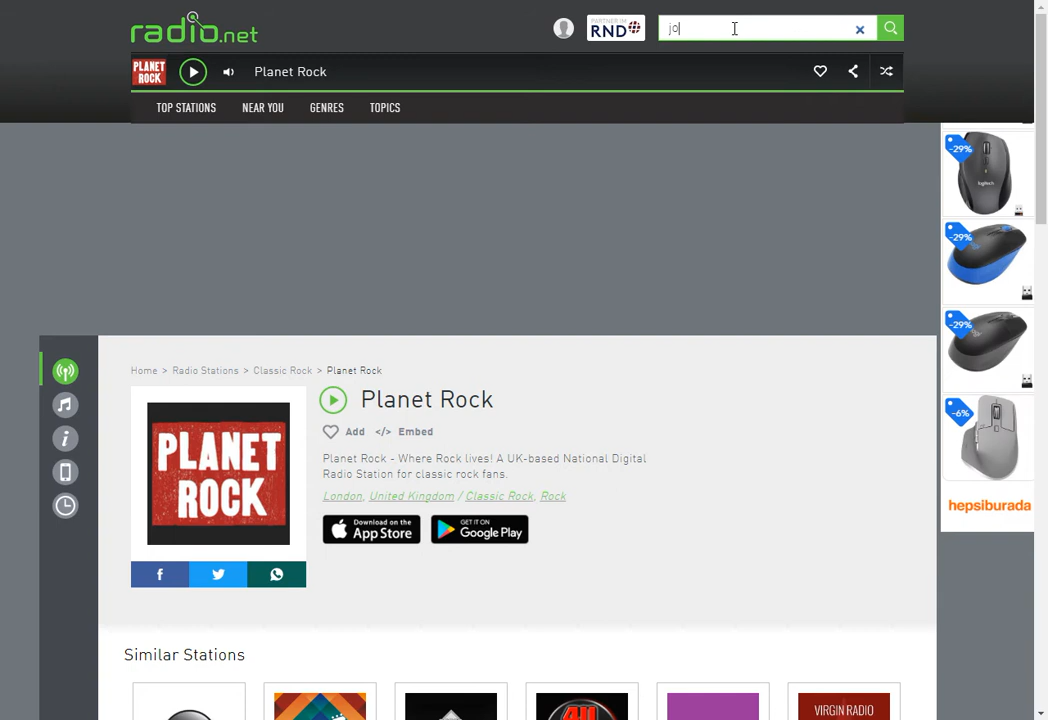 radio.net
PARTNER IM
RND
jo
PLANET
ROCK
Planet Rock
TOP STATIONS NEAR YOU GENRES TOPICS
-29%
logitech
-29%
-29%
-6%
hepsiburada
Home > Radio Stations > Classic Rock > Planet Rock
PLANET
ROCK
Planet Rock
Add </> Embed
Planet Rock - Where Rock lives! A UK-based National Digital
Radio Station for classic rock fans.
London, United Kingdom / Classic Rock, Rock
Download on the
App Store
GET IT ON
Google Play
Similar Stations
VIRGIN RADIO